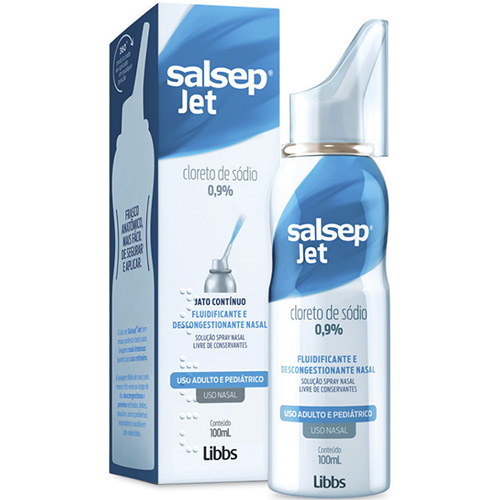 360°
FRASCO
ANATÔMICO,
MAIS FÁCIL
DE SEGURAR
E APLICAR.
salsep®
Jet
cloreto de sódio
0,9%
JATO CONTÍNUO
FLUIDIFICANTE E
DESCONGESTIONANTE NASAL
SOLUÇÃO SPRAY NASAL
LIVRE DE CONSERVANTES
USO ADULTO E PEDIÁTRICO
USO NASAL
Conteúdo
100mL
Libbs
salsep®
Jet
cloreto de sódio
0,9%
FLUIDIFICANTE E
DESCONGESTIONANTE NASAL
SOLUÇÃO SPRAY NASAL
LIVRE DE CONSERVANTES
USO ADULTO E PEDIÁTRICO
USO NASAL
Conteúdo
100mL
Libbs